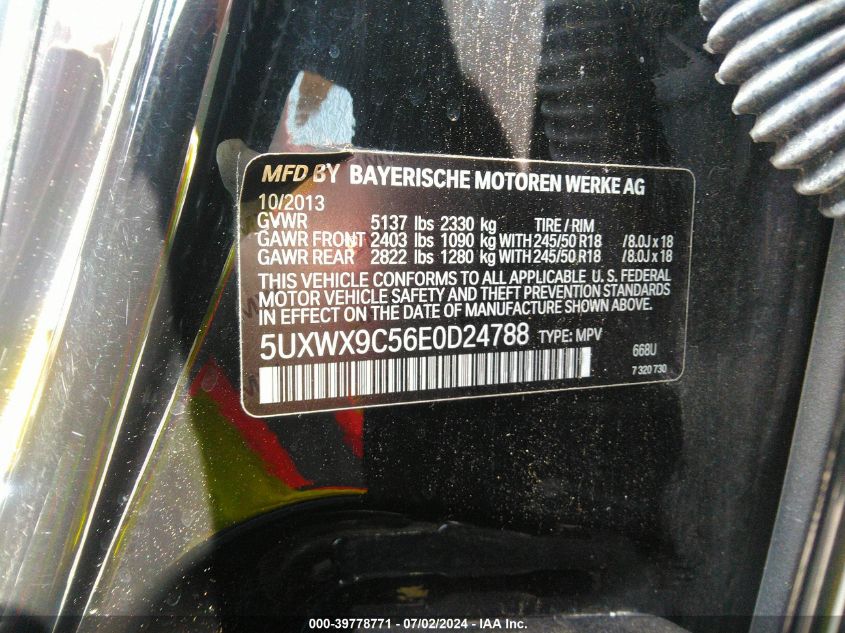 MFD BY BAYERISCHE MOTOREN WERKE AG
10/2013
GVWR 5137 lbs 2330 kg TIRE / RIM
GAWR FRONT 2403 lbs 1090 kg WITH 245/50 R18 / 8.0J x 18
GAWR REAR 2822 lbs 1280 kg WITH 245/50 R18 / 8.0J x 18
THIS VEHICLE CONFORMS TO ALL APPLICABLE U.S. FEDERAL
MOTOR VEHICLE SAFETY AND THEFT PREVENTION STANDARDS
IN EFFECT ON THE DATE OF MANUFACTURE SHOWN ABOVE.
5UXWX9C56E0D24788 TYPE: MPV
668U
7 320 730
000-39778771 - 07/02/2024 - IAA Inc.